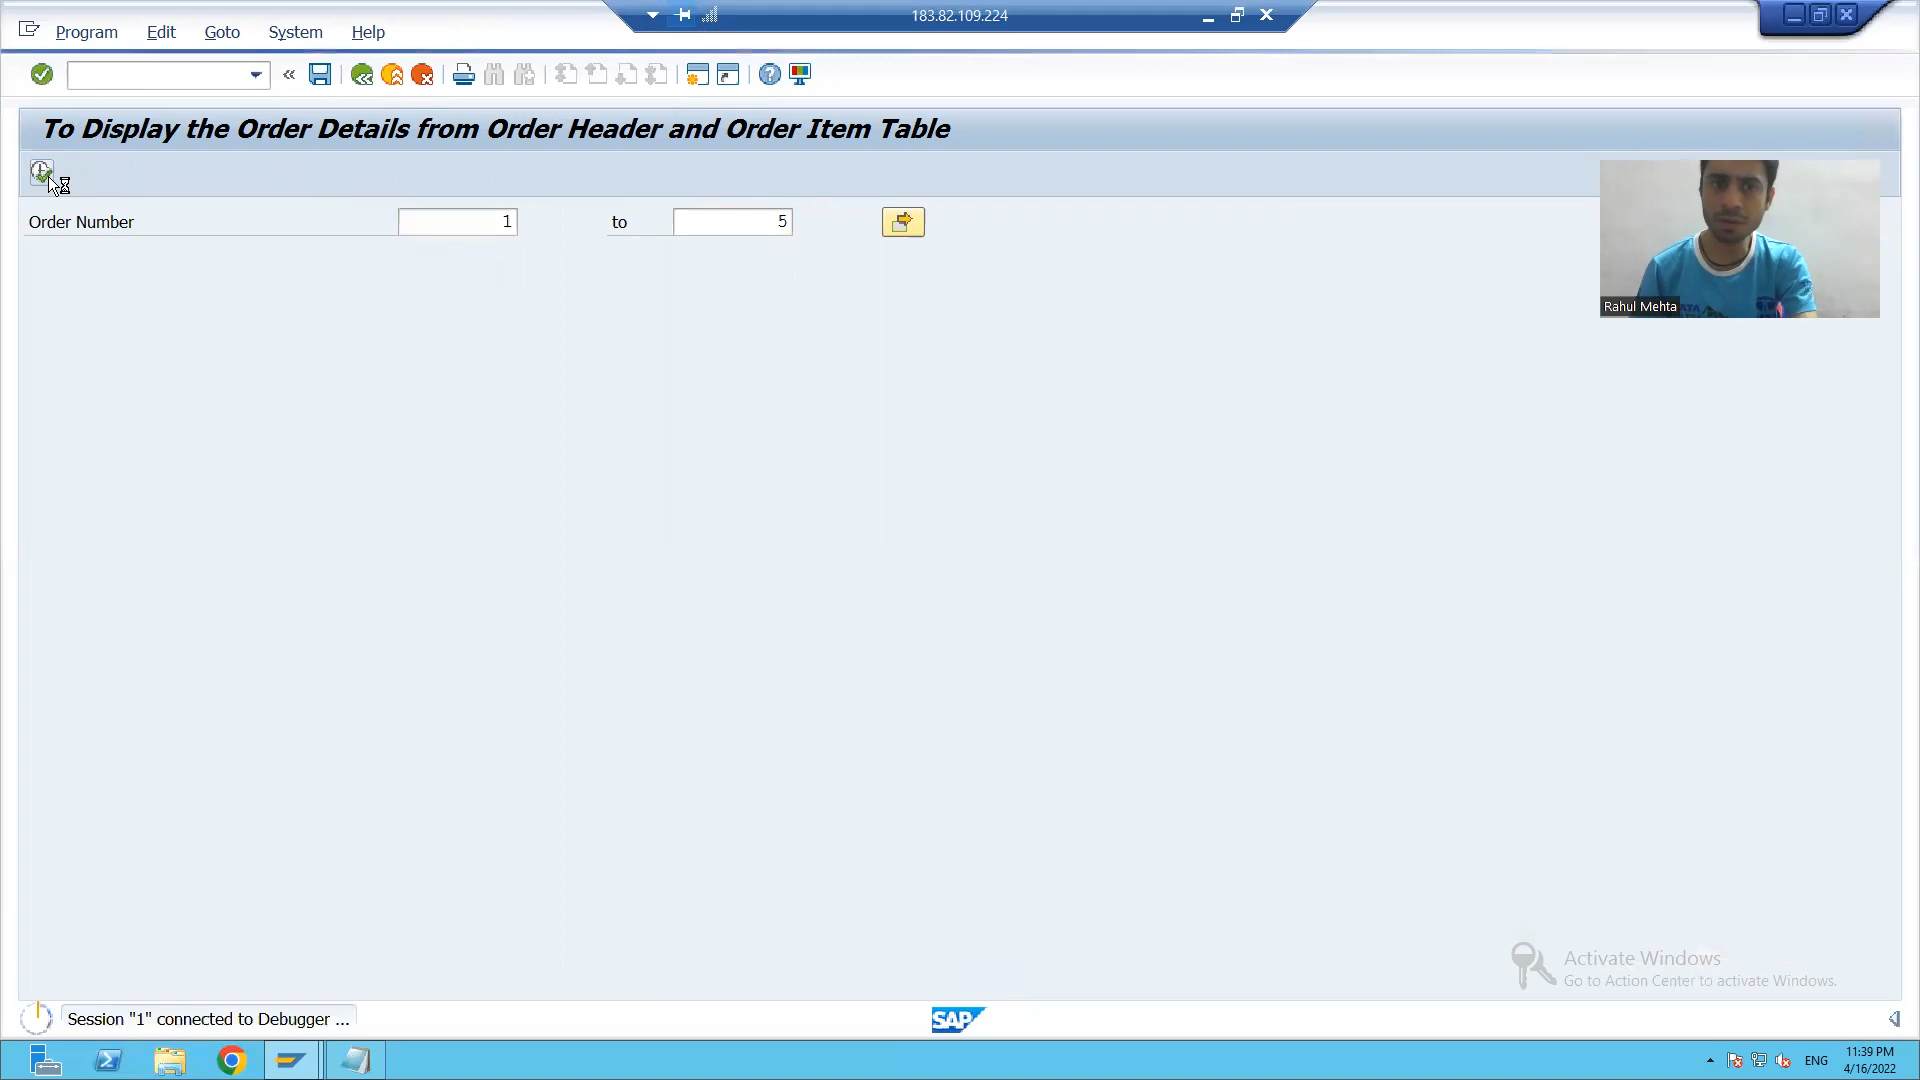 183.82.109.224
Program Edit Goto System Help
To Display the Order Details from Order Header and Order Item Table
Order Number 1 to 5
Rahul Mehta
Activate Windows
Go to Action Center to activate Windows.
Session "1" connected to Debugger ...
SAP
ENG
11:39 PM
4/16/2022